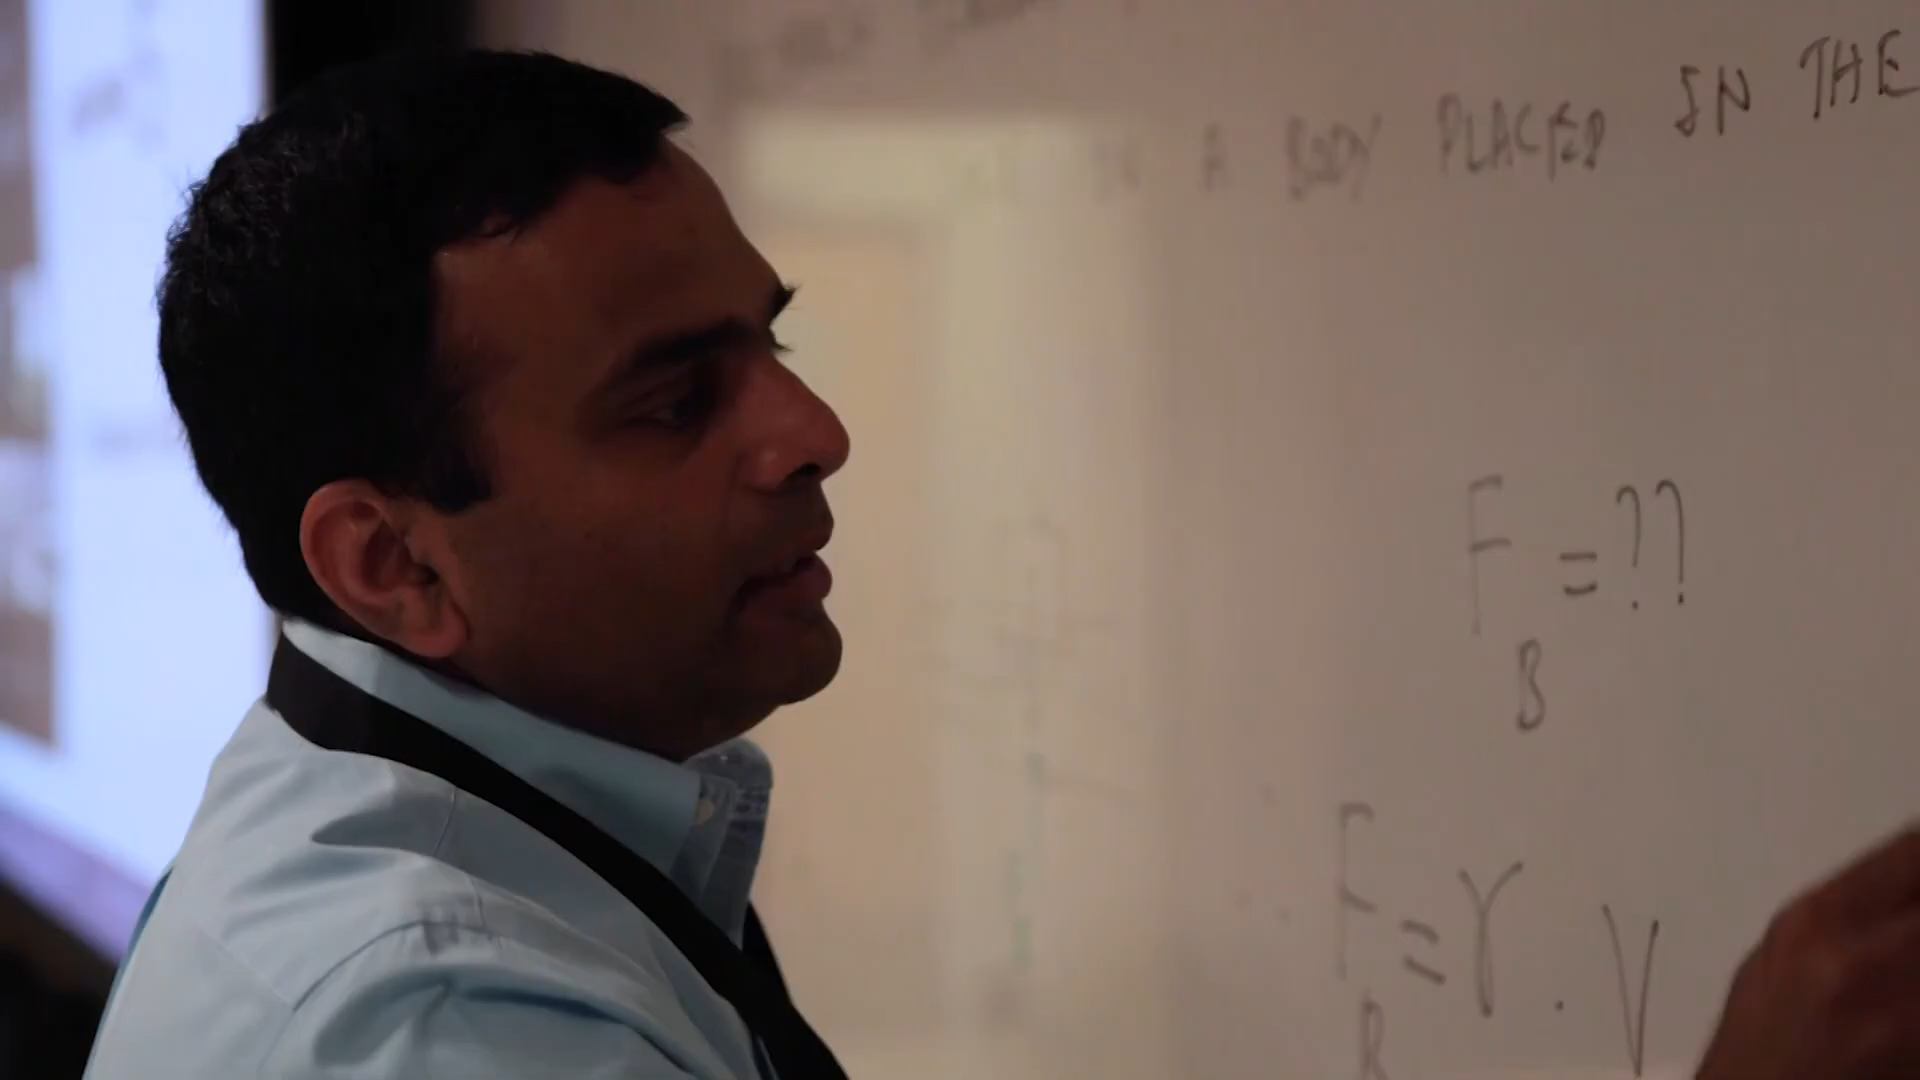 A BODY PLACED IN THE
F = ??
B
F = γ . V
B